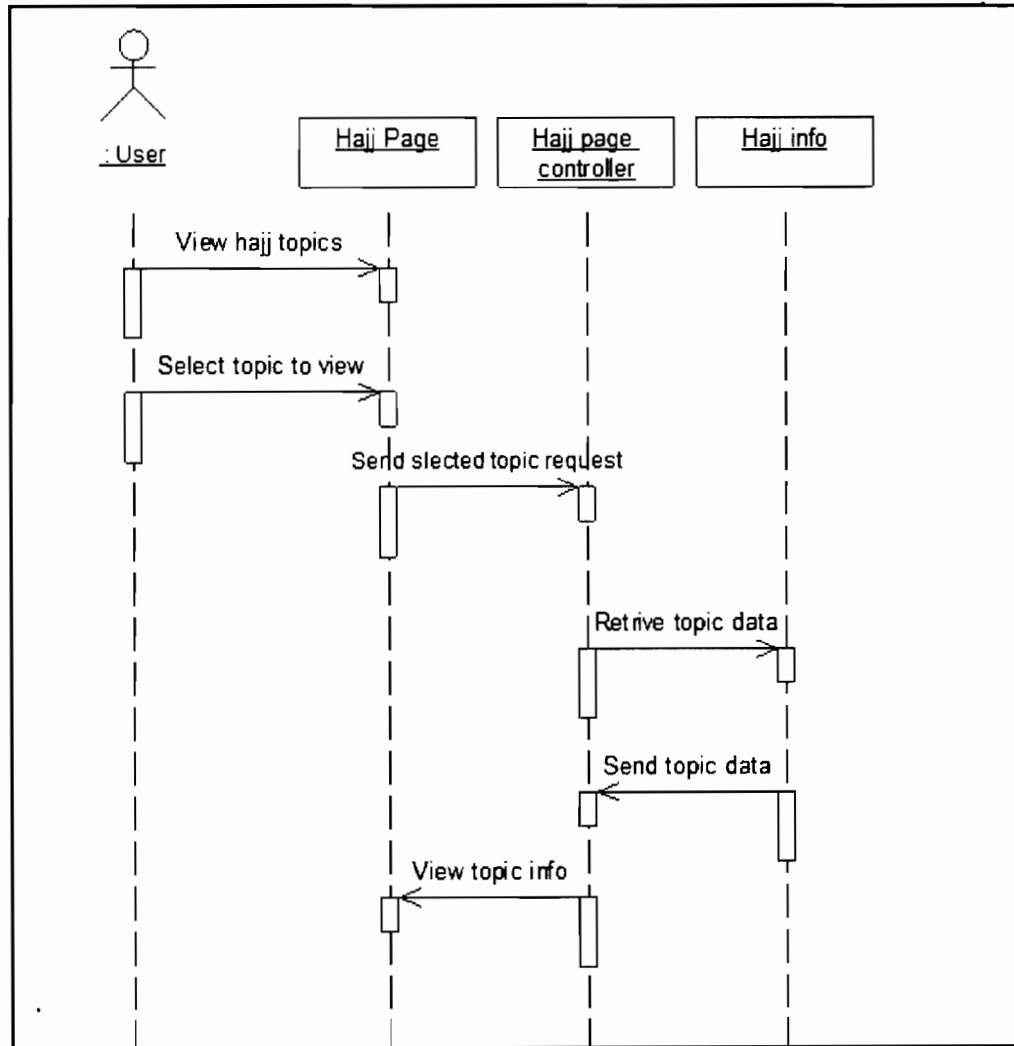 : User
Hajj Page
Hajj page
controller
Hajj info
View hajj topics
Select topic to view
Send slected topic request
Retrive topic data
Send topic data
View topic info